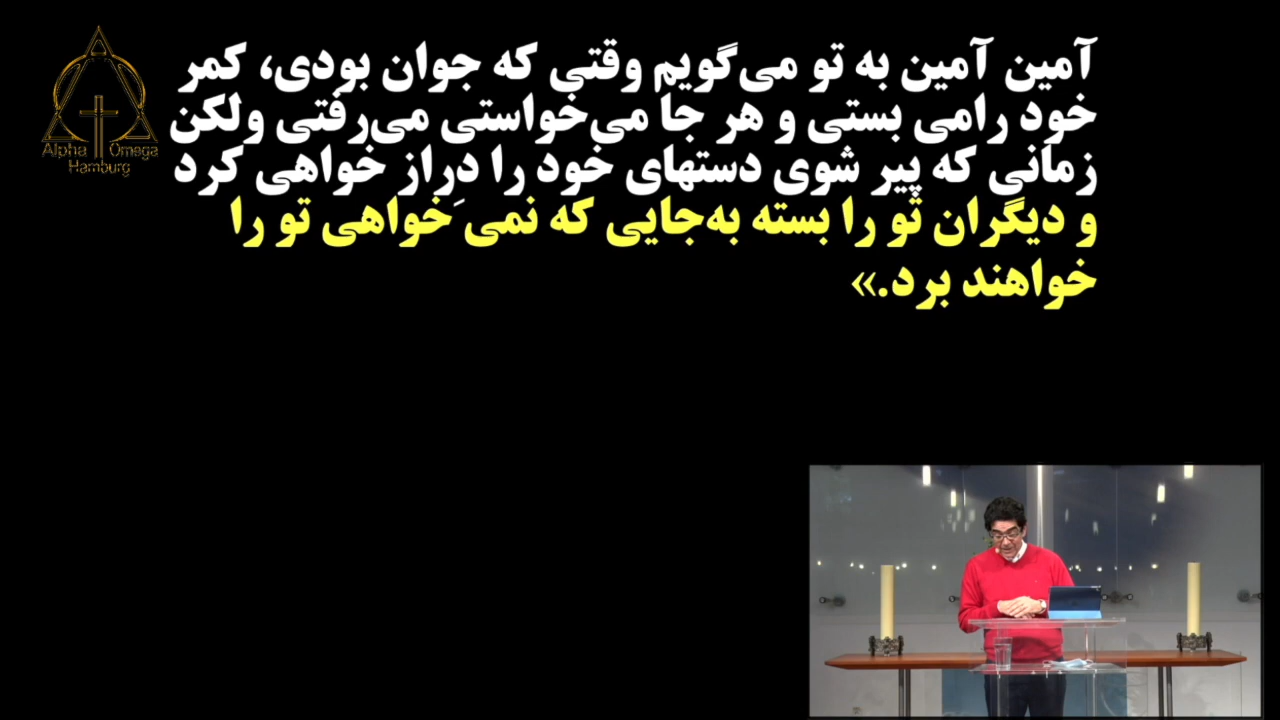 Alpha Omega
Hamburg
آمین آمین به تو می‌گویم وقتی که جوان بودی، کمر
خود رامی بستی و هر جا می‌خواستی می‌رفتی ولکن
زمانی که پیر شوی دستهای خود را دِراز خواهی کرد
و دیگران تو را بسته به‌جایی که نمی َخواهی تو را
خواهند برد.»